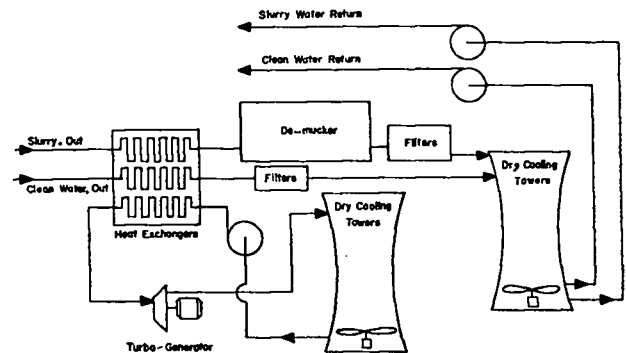 Slurry Water Return
Clean Water Return
De-mucker
Slurry, Out
Filters
Dry Cooling
Towers
Clean Water, Out
Filters
Dry Cooling
Towers
Heat Exchangers
Turbo-Generator